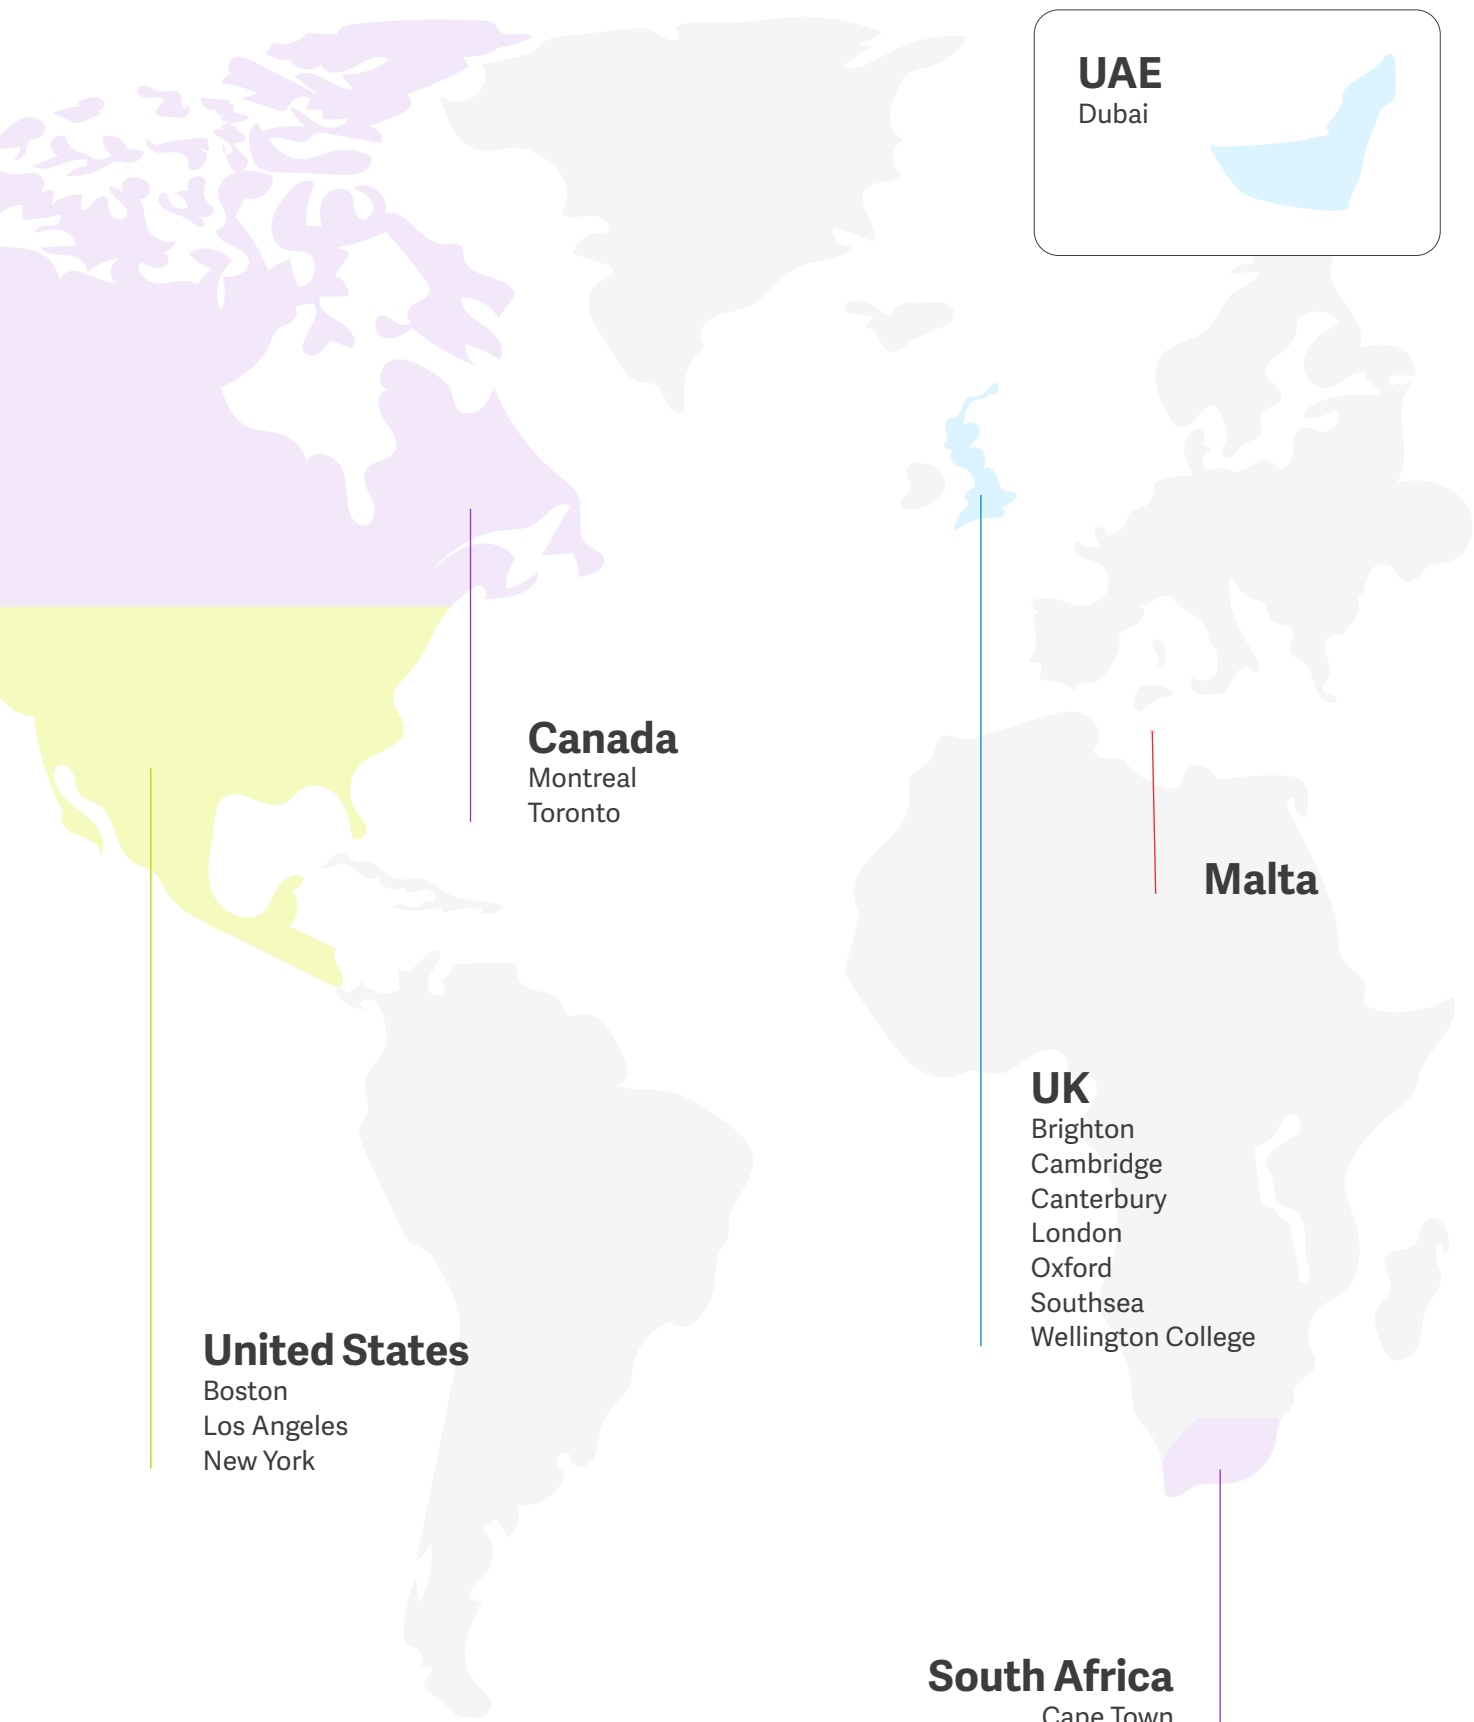 UAE
Dubai
Canada
Montreal
Toronto
Malta
UK
Brighton
Cambridge
Canterbury
London
Oxford
Southsea
Wellington College
United States
Boston
Los Angeles
New York
South Africa
Cape Town